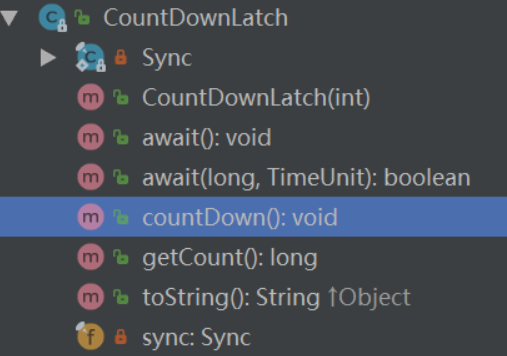 CountDownLatch
Sync
CountDownLatch(int)
await(): void
await(long, TimeUnit): boolean
countDown(): void
getCount(): long
toString(): String ↑Object
sync: Sync